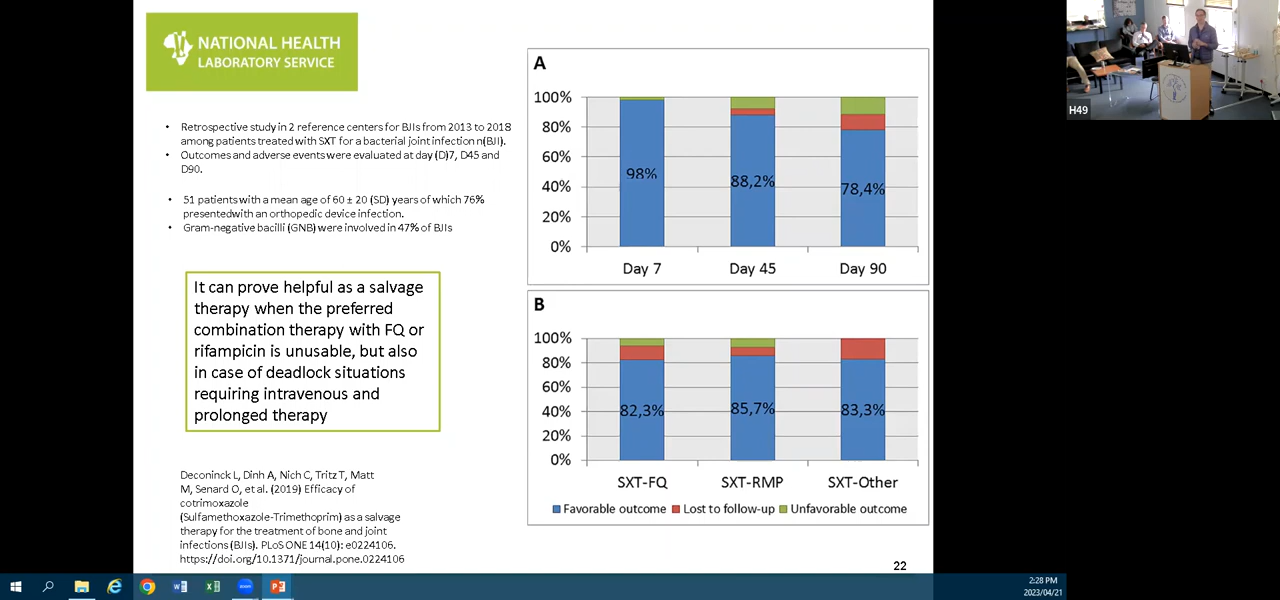 NATIONAL HEALTH
LABORATORY SERVICE
• Retrospective study in 2 reference centers for BJIs from 2013 to 2018
among patients treated with SXT for a bacterial joint infection n(BJI).
• Outcomes and adverse events were evaluated at day (D)7, D45 and
D90.
• 51 patients with a mean age of 60 ± 20 (SD) years of which 76%
presentedwith an orthopedic device infection.
• Gram-negative bacilli (GNB) were involved in 47% of BJIs
It can prove helpful as a salvage
therapy when the preferred
combination therapy with FQ or
rifampicin is unusable, but also
in case of deadlock situations
requiring intravenous and
prolonged therapy
Deconinck L, Dinh A, Nich C, Tritz T, Matt
M, Senard O, et al. (2019) Efficacy of
cotrimoxazole
(Sulfamethoxazole-Trimethoprim) as a salvage
therapy for the treatment of bone and joint
infections (BJIs). PLoS ONE 14(10): e0224106.
https://doi.org/10.1371/journal.pone.0224106
A
100%
80%
60%
40%
20%
0%
98%
88,2%
78,4%
Day 7
Day 45
Day 90
B
100%
80%
60%
40%
20%
0%
82,3%
85,7%
83,3%
SXT-FQ
SXT-RMP
SXT-Other
Favorable outcome
Lost to follow-up
Unfavorable outcome
22
H49
zoom
2:28 PM
2023/04/21